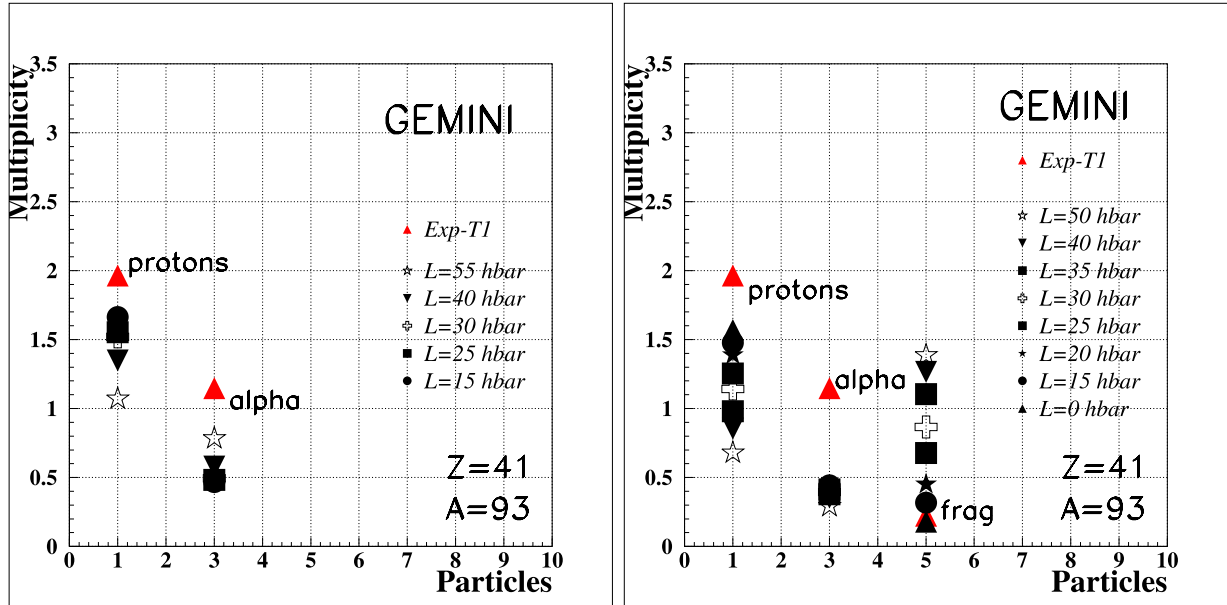 Multiplicity
3.5
3
2.5
2
1.5
1
0.5
0
GEMINI
Exp-T1
L=55 hbar
L=40 hbar
L=30 hbar
L=25 hbar
L=15 hbar
protons
alpha
Z=41
A=93
0 1 2 3 4 5 6 7 8 9 10
Particles
Multiplicity
3.5
3
2.5
2
1.5
1
0.5
0
GEMINI
Exp-T1
L=50 hbar
L=40 hbar
L=35 hbar
L=30 hbar
L=25 hbar
L=20 hbar
L=15 hbar
L=0 hbar
protons
alpha
frag
Z=41
A=93
0 1 2 3 4 5 6 7 8 9 10
Particles